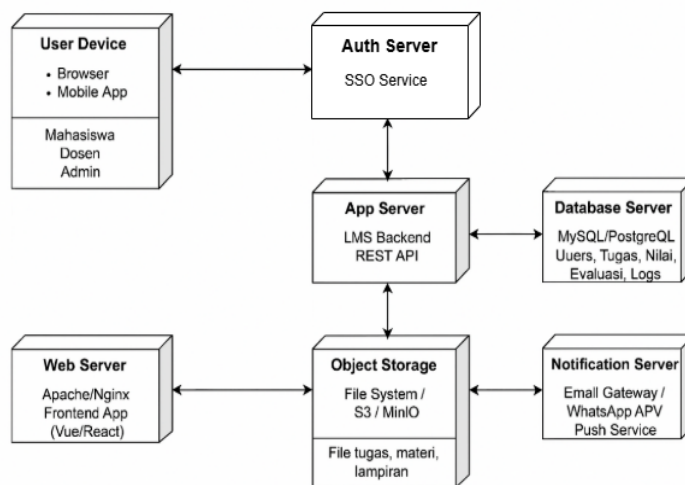 User Device
• Browser
• Mobile App
Mahasiswa
Dosen
Admin
Auth Server
SSO Service
App Server
LMS Backend
REST API
Database Server
MySQL/PostgreQL
Uuers, Tugas, Nilai,
Evaluasi, Logs
Web Server
Apache/Nginx
Frontend App
(Vue/React)
Object Storage
File System /
S3 / MinIO
File tugas, materi,
lampiran
Notification Server
Emall Gateway /
WhatsApp APV
Push Service